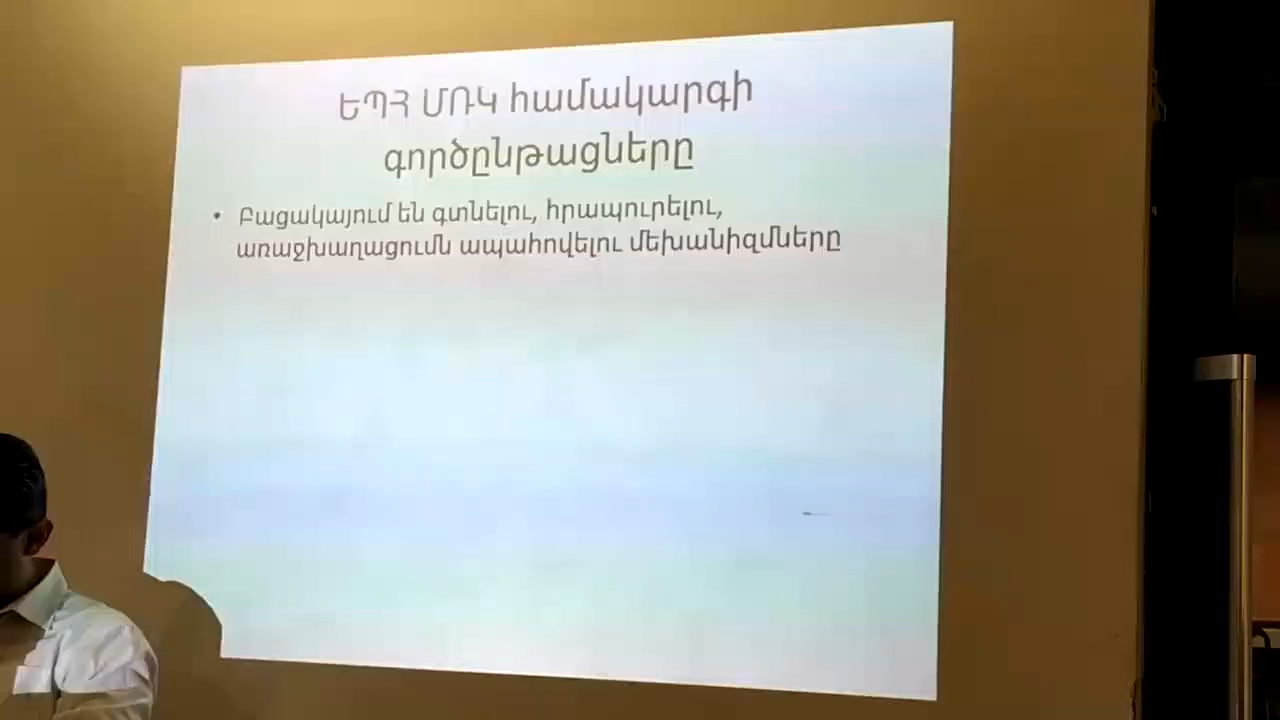 ԵՊՀ ՄՌԿ համակարգի
գործընթացները
• Բացակայում են գտնելու, հրապուրելու,
առաջխաղացումն ապահովելու մեխանիզմները